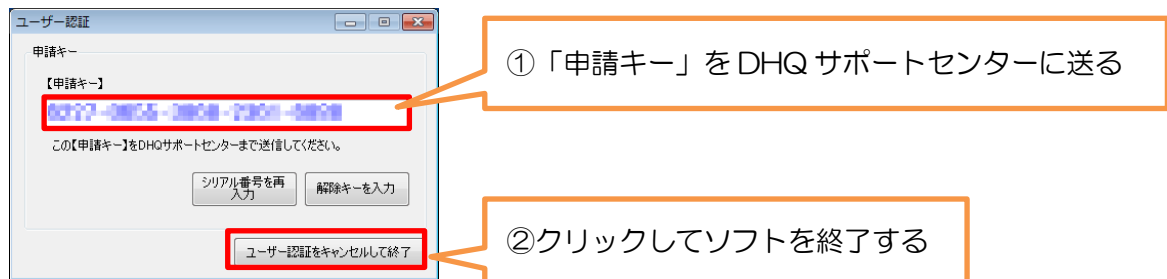 ユーザー認証
申請キー
【申請キー】
この【申請キー】をDHQサポートセンターまで送信してください。
シリアル番号を再
入力
解除キーを入力
ユーザー認証をキャンセルして終了
①「申請キー」をDHQサポートセンターに送る
②クリックしてソフトを終了する